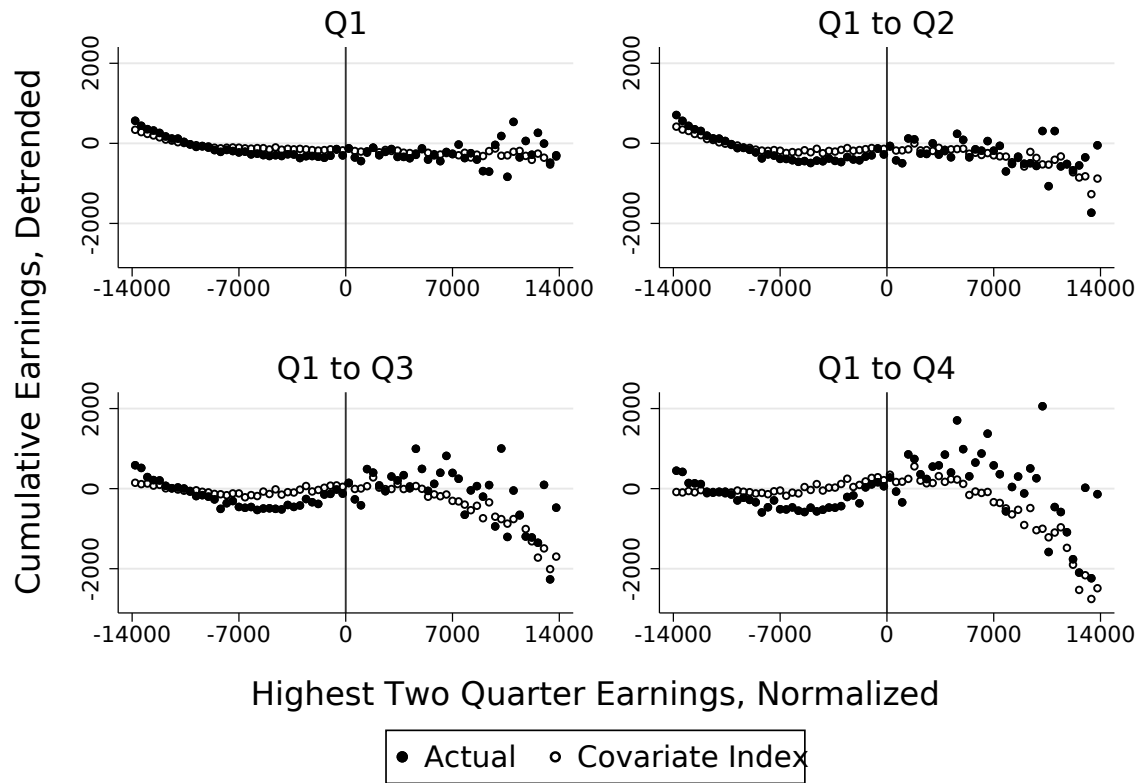 Cumulative Earnings, Detrended
Q1
2000
0
-2000
-14000 -7000 0 7000 14000
Q1 to Q2
2000
0
-2000
-14000 -7000 0 7000 14000
Q1 to Q3
2000
0
-2000
-14000 -7000 0 7000 14000
Q1 to Q4
2000
0
-2000
-14000 -7000 0 7000 14000
Highest Two Quarter Earnings, Normalized
Actual Covariate Index